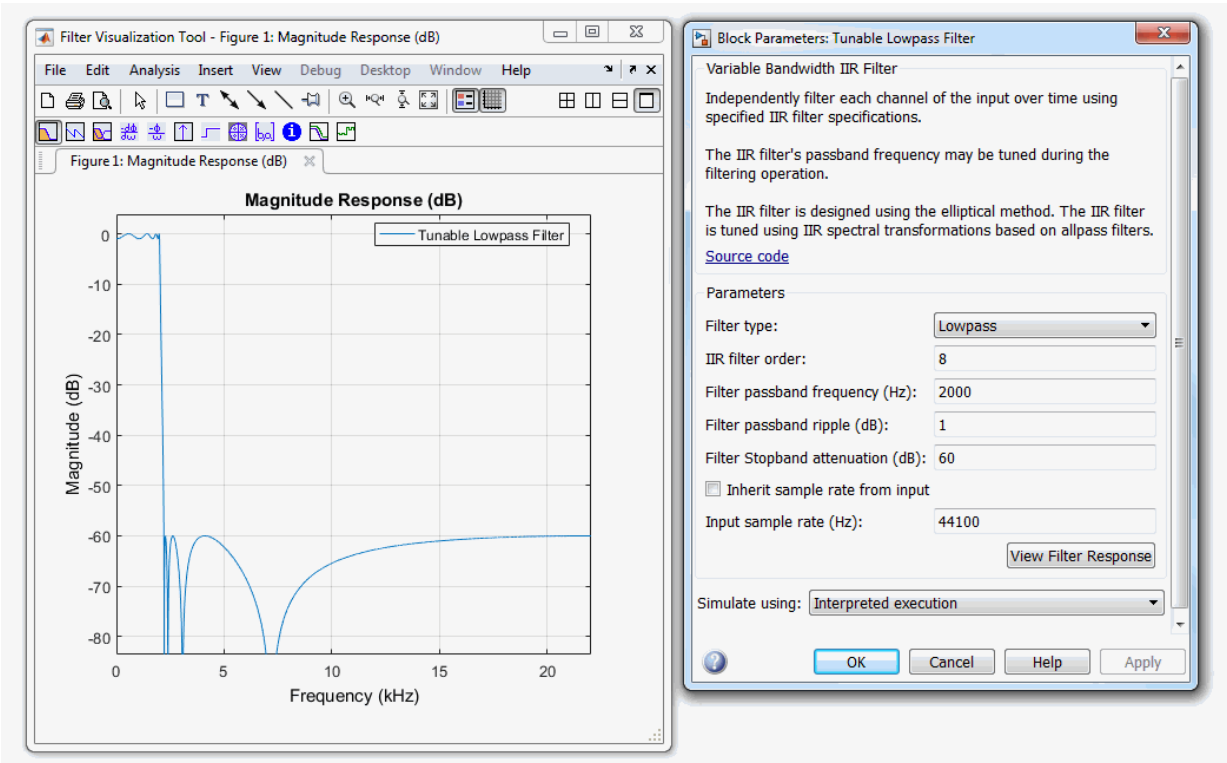 Filter Visualization Tool - Figure 1: Magnitude Response (dB)
File Edit Analysis Insert View Debug Desktop Window Help
T
Figure 1: Magnitude Response (dB)
Magnitude Response (dB)
Tunable Lowpass Filter
0
-10
-20
-30
-40
-50
-60
-70
-80
Magnitude (dB)
0 5 10 15 20
Frequency (kHz)
Block Parameters: Tunable Lowpass Filter
Variable Bandwidth IIR Filter
Independently filter each channel of the input over time using
specified IIR filter specifications.
The IIR filter's passband frequency may be tuned during the
filtering operation.
The IIR filter is designed using the elliptical method. The IIR filter
is tuned using IIR spectral transformations based on allpass filters.
Source code
Parameters
Filter type: Lowpass
IIR filter order: 8
Filter passband frequency (Hz): 2000
Filter passband ripple (dB): 1
Filter Stopband attenuation (dB): 60
Inherit sample rate from input
Input sample rate (Hz): 44100
View Filter Response
Simulate using: Interpreted execution
OK Cancel Help Apply